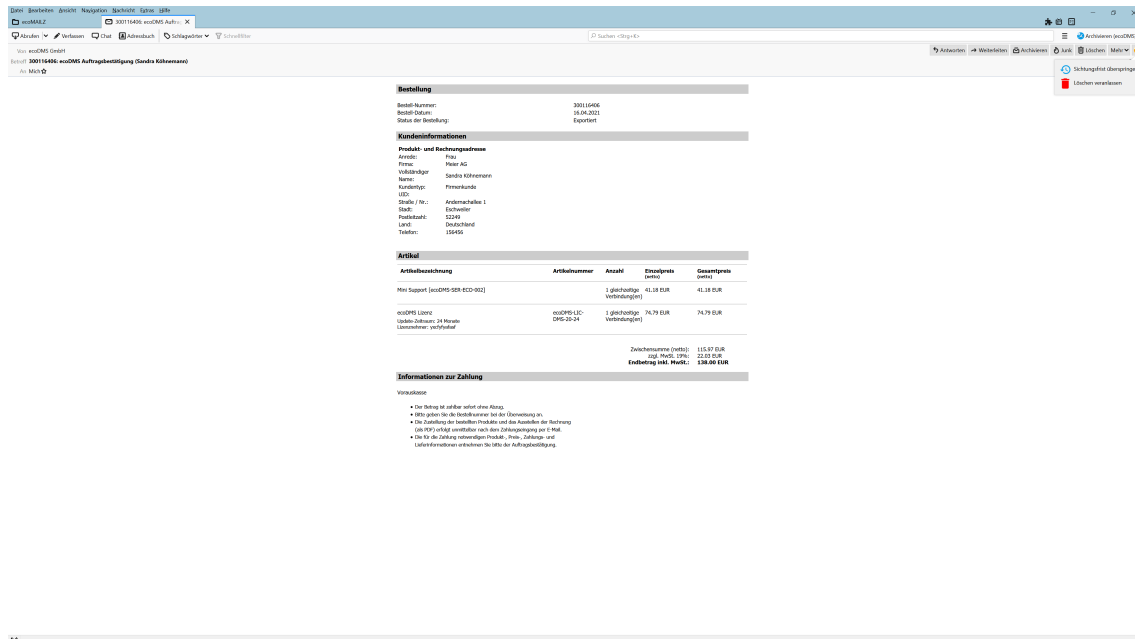 Datei Bearbeiten Ansicht Navigation Nachricht Extras Hilfe
ecoMAILZ
300116406: ecoDMS Auftrag
Abrufen Verfassen Chat Adressbuch Schlagwörter Schnellfilter
Suchen <Strg+K>
Archivieren (ecoDMS)
Von ecoDMS GmbH
Antworten Weiterleiten Archivieren Junk Löschen Mehr
Betreff 300116406: ecoDMS Auftragsbestätigung (Sandra Köhnemann)
An Mich
Sichtungsfrist überspringe
Löschen veranlassen
Bestellung
Bestell-Nummer: 300116406
Bestell-Datum: 16.04.2021
Status der Bestellung: Exportiert
Kundeninformationen
Produkt- und Rechnungsadresse
Anrede: Frau
Firma: Meier AG
Vollständiger Name: Sandra Köhnemann
Kundentyp: Firmenkunde
UID:
Straße / Nr.: Andernachallee 1
Stadt: Eschweiler
Postleitzahl: 52249
Land: Deutschland
Telefon: 156456
Artikel
Artikelbezeichnung Artikelnummer Anzahl Einzelpreis (netto) Gesamtpreis (netto)
Mini Support [ecoDMS-SER-ECO-002] 1 gleichzeitige Verbindung(en) 41.18 EUR 41.18 EUR
ecoDMS Lizenz ecoDMS-LIC-DMS-20-24 1 gleichzeitige Verbindung(en) 74.79 EUR 74.79 EUR
Update-Zeitraum: 24 Monate
Lizenznehmer:
Zwischensumme (netto): 115.97 EUR
zzgl. MwSt. 19%: 22.03 EUR
Endbetrag inkl. MwSt.: 138.00 EUR
Informationen zur Zahlung
Vorauskasse
• Der Betrag ist zahlbar sofort ohne Abzug.
• Bitte geben Sie die Bestellnummer bei der Überweisung an.
• Die Zustellung der bestellten Produkte und das Ausstellen der Rechnung
(als PDF) erfolgt unmittelbar nach dem Zahlungseingang per E-Mail.
• Die für die Zahlung notwendigen Produkt-, Preis-, Zahlungs- und
Lieferinformationen entnehmen Sie bitte der Auftragsbestätigung.